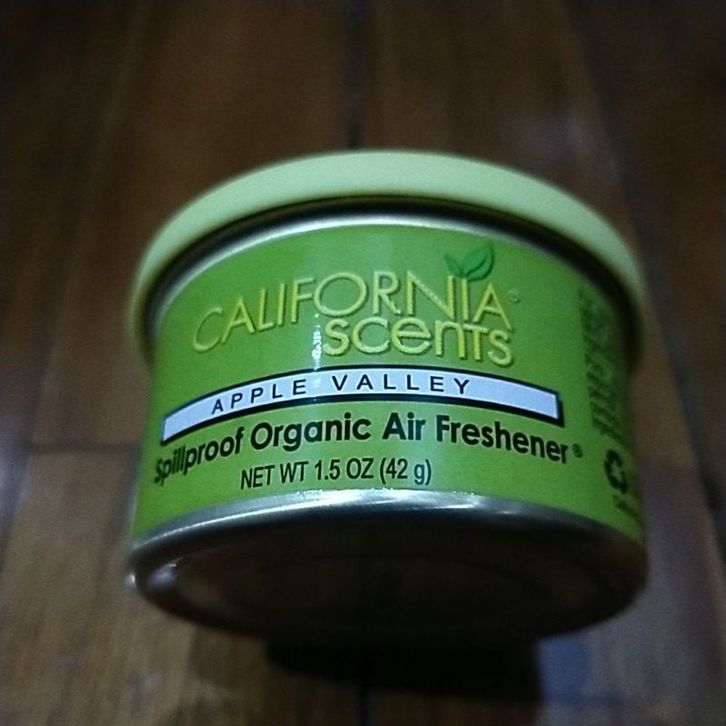 CALIFORNIA
scents
APPLE VALLEY
Spillproof Organic Air Freshener®
NET WT 1.5 OZ (42 g)